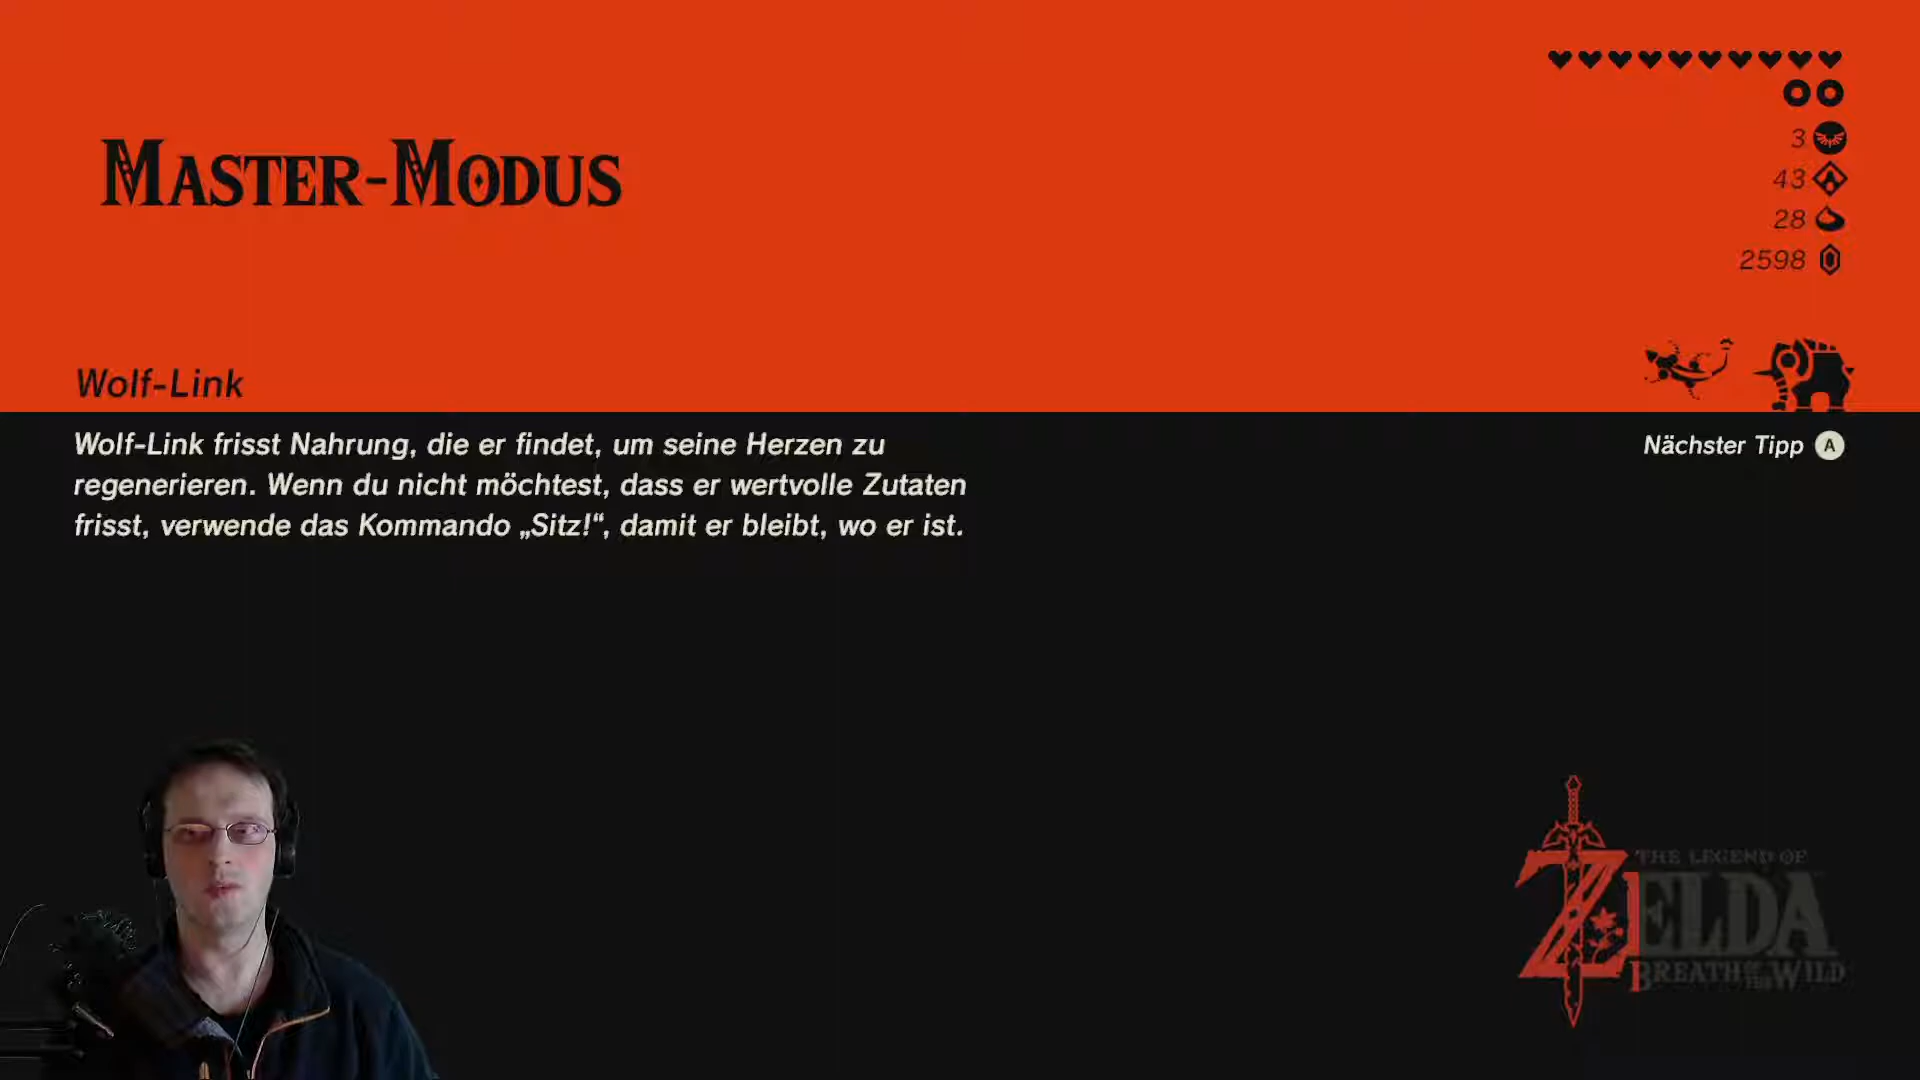 Master-Modus
3
43
28
2598
Wolf-Link
Wolf-Link frisst Nahrung, die er findet, um seine Herzen zu
regenerieren. Wenn du nicht möchtest, dass er wertvolle Zutaten
frisst, verwende das Kommando „Sitz!“, damit er bleibt, wo er ist.
Nächster Tipp A
THE LEGEND OF
ZELDA
BREATH OF THE WILD